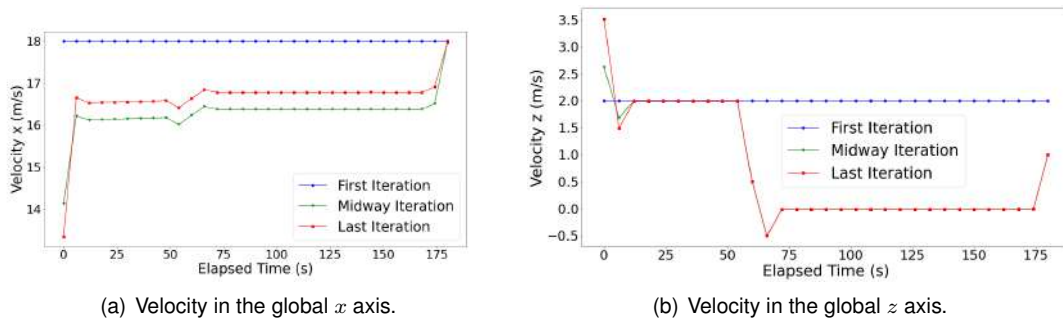 18
17
16
15
14
Velocity x (m/s)
First Iteration
Midway Iteration
Last Iteration
0 25 50 75 100 125 150 175
Elapsed Time (s)
(a) Velocity in the global x axis.
3.5
3.0
2.5
2.0
1.5
1.0
0.5
0.0
−0.5
Velocity z (m/s)
First Iteration
Midway Iteration
Last Iteration
0 25 50 75 100 125 150 175
Elapsed Time (s)
(b) Velocity in the global z axis.